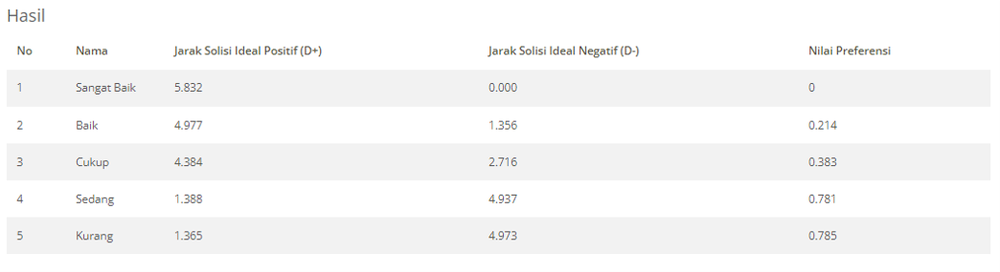 Hasil
No Nama Jarak Solisi Ideal Positif (D+) Jarak Solisi Ideal Negatif (D-) Nilai Preferensi
1 Sangat Baik 5.832 0.000 0
2 Baik 4.977 1.356 0.214
3 Cukup 4.384 2.716 0.383
4 Sedang 1.388 4.937 0.781
5 Kurang 1.365 4.973 0.785